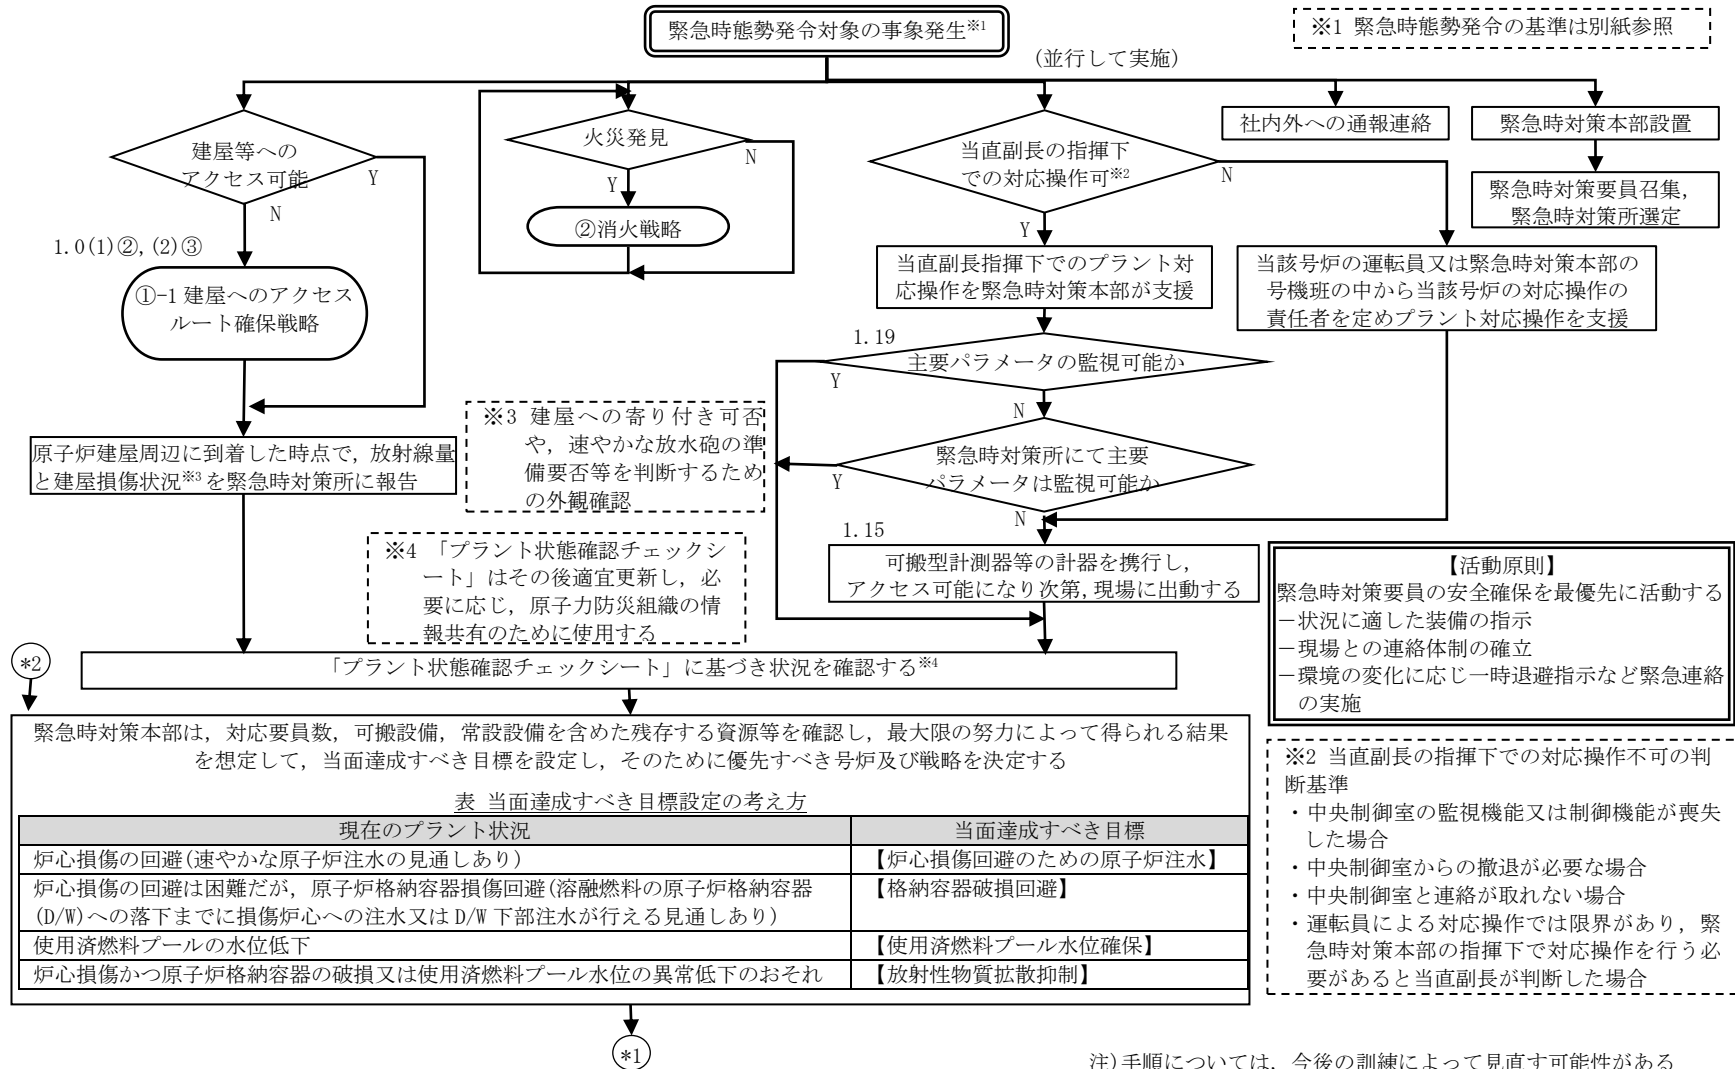 緊急時態勢発令対象の事象発生※1
※1 緊急時態勢発令の基準は別紙参照
(並行して実施)
建屋等への
アクセス可能
Y
N
火災発見
N
Y
②消火戦略
当直副長の指揮下
での対応操作可※2
N
Y
社内外への通報連絡
緊急時対策本部設置
緊急時対策要員召集，
緊急時対策所選定
1.0(1)②,(2)③
①-1 建屋へのアクセス
ルート確保戦略
当直副長指揮下でのプラント対
応操作を緊急時対策本部が支援
当該号炉の運転員又は緊急時対策本部の
号機班の中から当該号炉の対応操作の
責任者を定めプラント対応操作を支援
1.19
主要パラメータの監視可能か
Y
N
原子炉建屋周辺に到着した時点で，放射線量
と建屋損傷状況※3を緊急時対策所に報告
※3 建屋への寄り付き可否
や，速やかな放水砲の準
備要否等を判断するため
の外観確認
緊急時対策所にて主要
パラメータは監視可能か
Y
N
1.15
可搬型計測器等の計器を携行し，
アクセス可能になり次第，現場に出動する
※4 「プラント状態確認チェックシ
ート」はその後適宜更新し，必
要に応じ，原子力防災組織の情
報共有のために使用する
【活動原則】
緊急時対策要員の安全確保を最優先に活動する
－状況に適した装備の指示
－現場との連絡体制の確立
－環境の変化に応じ一時退避指示など緊急連絡
の実施
*2
「プラント状態確認チェックシート」に基づき状況を確認する※4
緊急時対策本部は，対応要員数，可搬設備，常設設備を含めた残存する資源等を確認し，最大限の努力によって得られる結果
を想定して，当面達成すべき目標を設定し，そのために優先すべき号炉及び戦略を決定する
表 当面達成すべき目標設定の考え方
現在のプラント状況
当面達成すべき目標
炉心損傷の回避(速やかな原子炉注水の見通しあり)
【炉心損傷回避のための原子炉注水】
炉心損傷の回避は困難だが，原子炉格納容器損傷回避(溶融燃料の原子炉格納容器
(D/W)への落下までに損傷炉心への注水又は D/W 下部注水が行える見通しあり)
【格納容器破損回避】
使用済燃料プールの水位低下
【使用済燃料プール水位確保】
炉心損傷かつ原子炉格納容器の破損又は使用済燃料プール水位の異常低下のおそれ
【放射性物質拡散抑制】
※2 当直副長の指揮下での対応操作不可の判
断基準
・中央制御室の監視機能又は制御機能が喪失
した場合
・中央制御室からの撤退が必要な場合
・中央制御室と連絡が取れない場合
・運転員による対応操作では限界があり，緊
急時対策本部の指揮下で対応操作を行う必
要があると当直副長が判断した場合
*1
注)手順については，今後の訓練によって見直す可能性がある